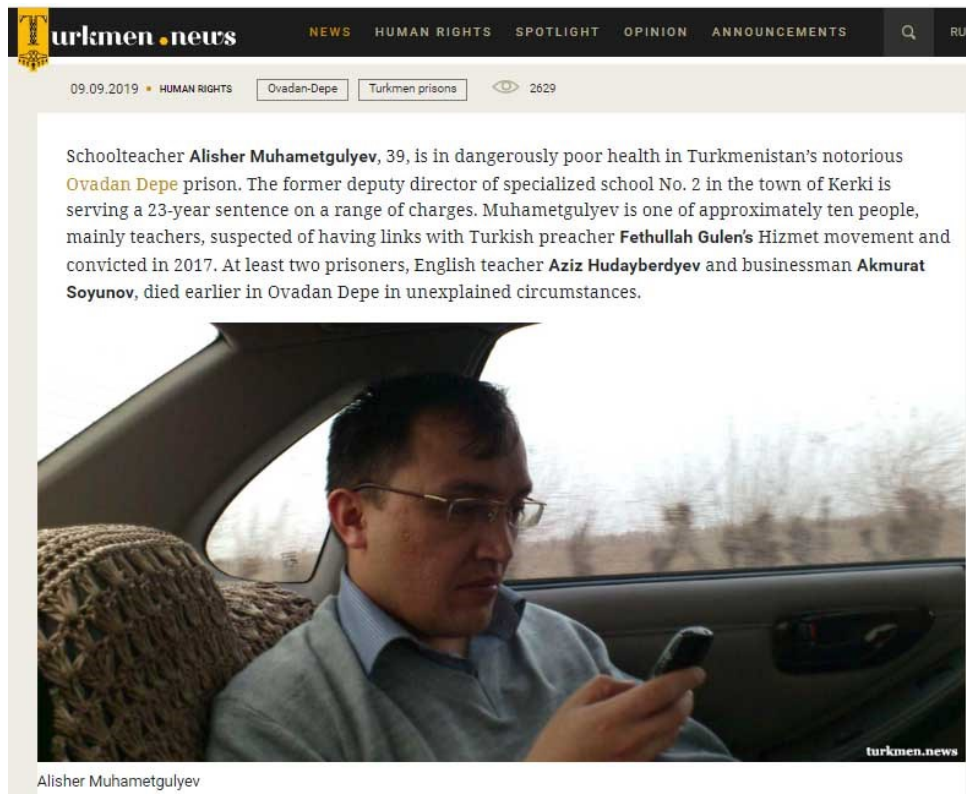 Turkmen.news
NEWS HUMAN RIGHTS SPOTLIGHT OPINION ANNOUNCEMENTS RU
09.09.2019 • HUMAN RIGHTS Ovadan-Depe Turkmen prisons 2629
Schoolteacher Alisher Muhametgulyev, 39, is in dangerously poor health in Turkmenistan’s notorious
Ovadan Depe prison. The former deputy director of specialized school No. 2 in the town of Kerki is
serving a 23-year sentence on a range of charges. Muhametgulyev is one of approximately ten people,
mainly teachers, suspected of having links with Turkish preacher Fethullah Gulen’s Hizmet movement and
convicted in 2017. At least two prisoners, English teacher Aziz Hudayberdyev and businessman Akmurat
Soyunov, died earlier in Ovadan Depe in unexplained circumstances.
turkmen.news
Alisher Muhametgulyev